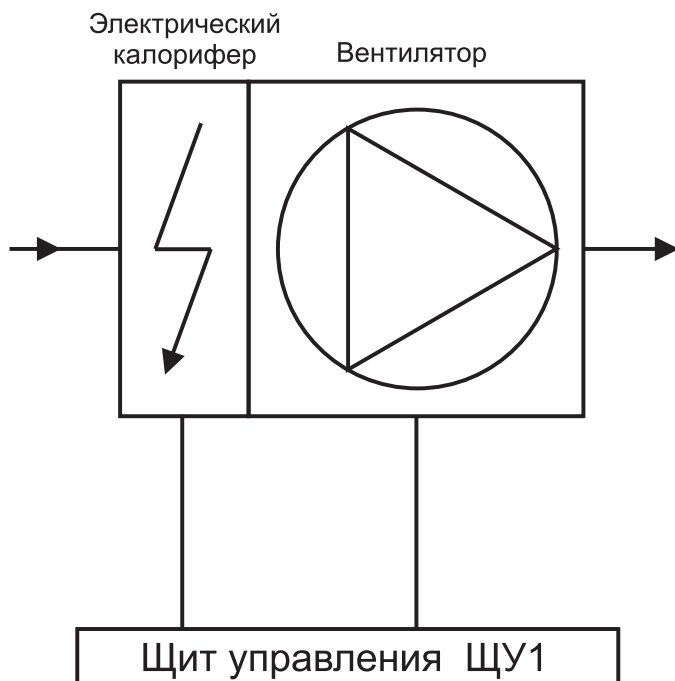 Электрический
калорифер
Вентилятор
Щит управления ЩУ1